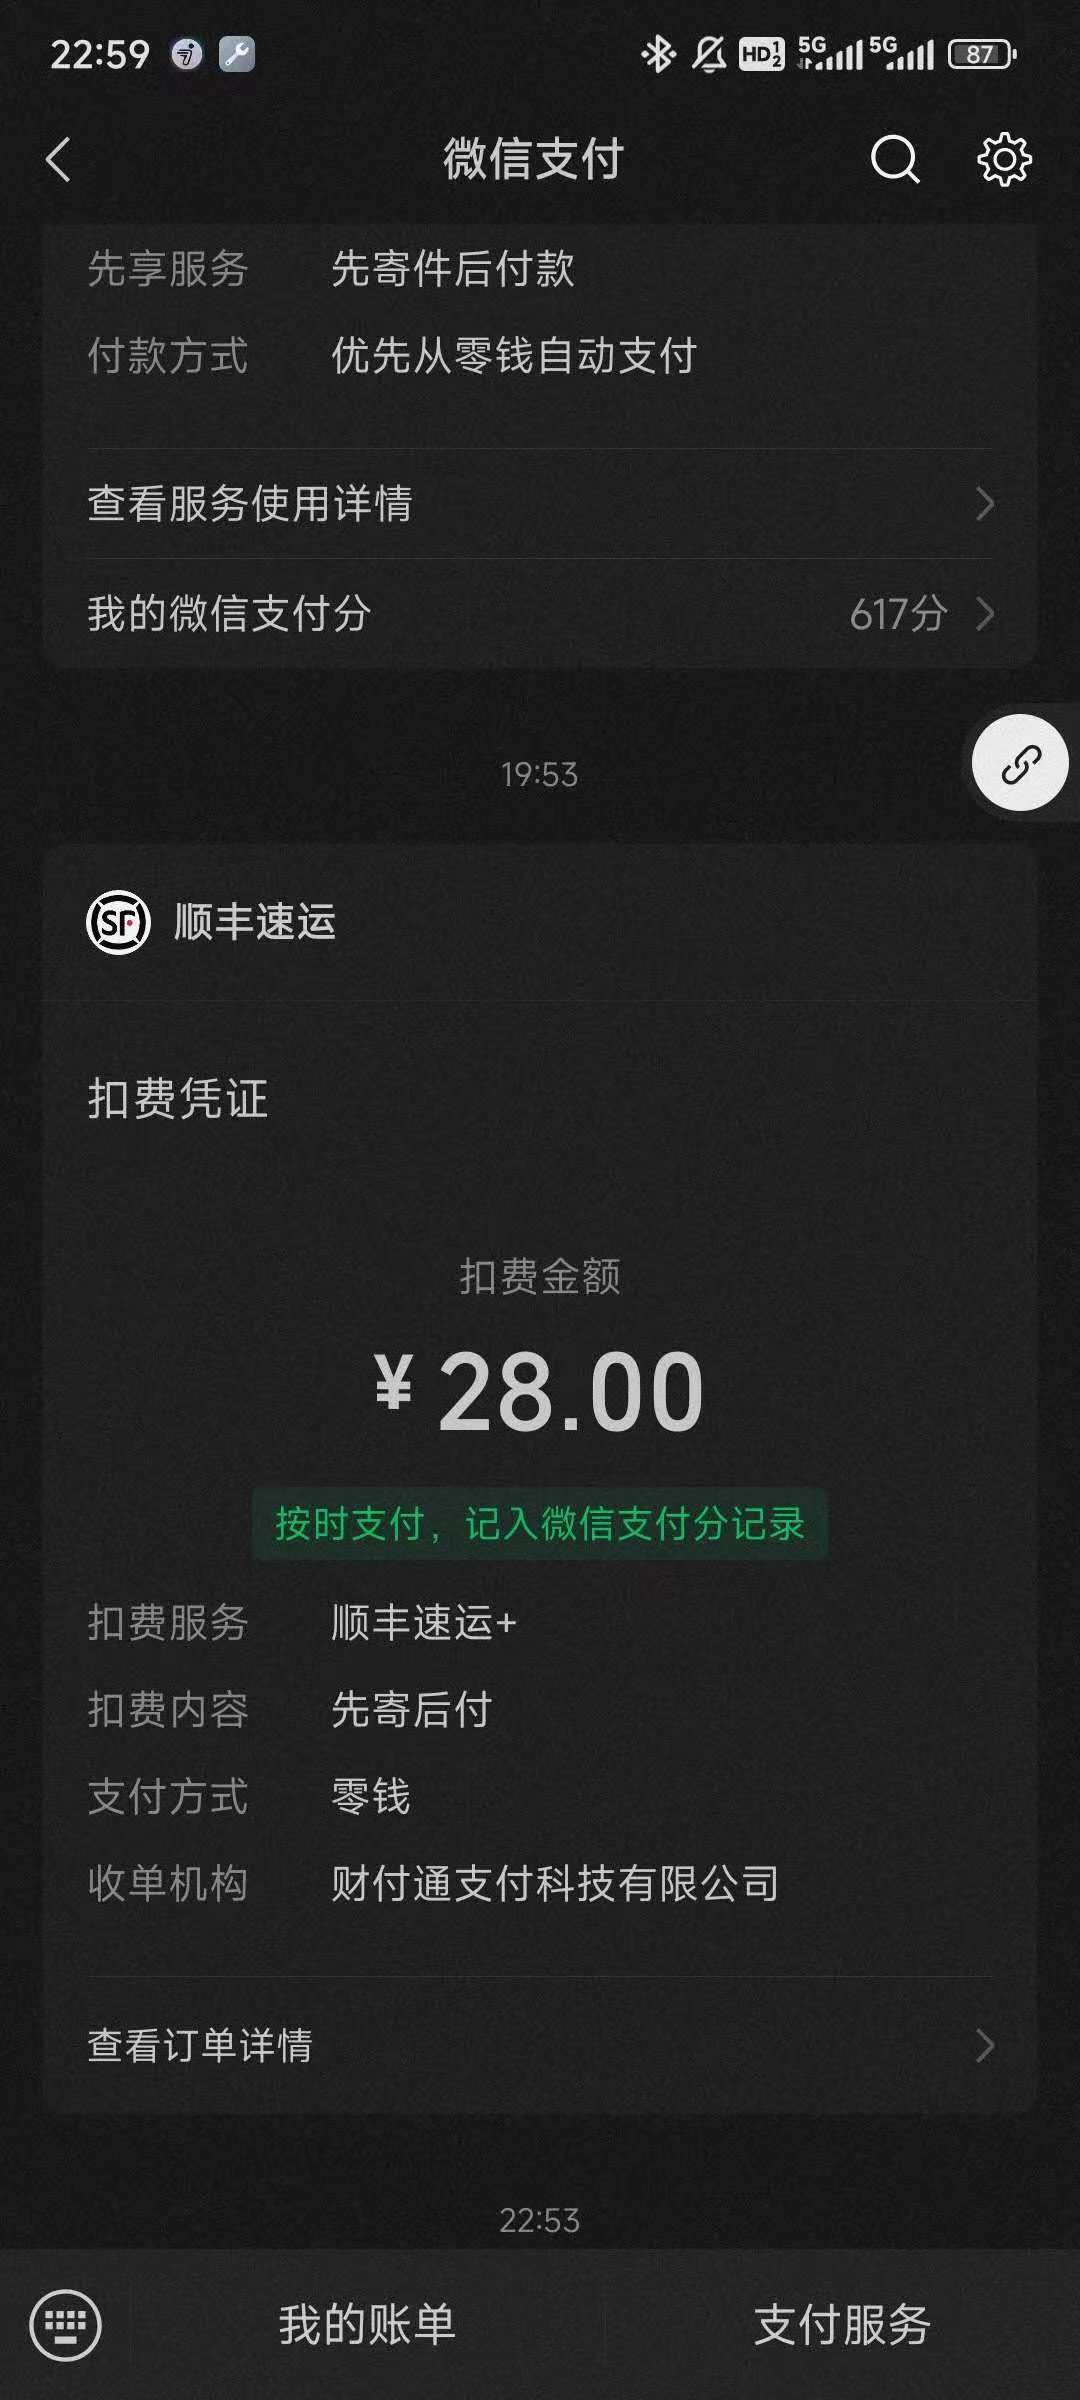 22:59
HD 1 2 5G 5G 87
微信支付
先享服务 先寄件后付款
付款方式 优先从零钱自动支付
查看服务使用详情
我的微信支付分 617分
19:53
SF 顺丰速运
扣费凭证
扣费金额
¥28.00
按时支付，记入微信支付分记录
扣费服务 顺丰速运+
扣费内容 先寄后付
支付方式 零钱
收单机构 财付通支付科技有限公司
查看订单详情
22:53
我的账单 支付服务